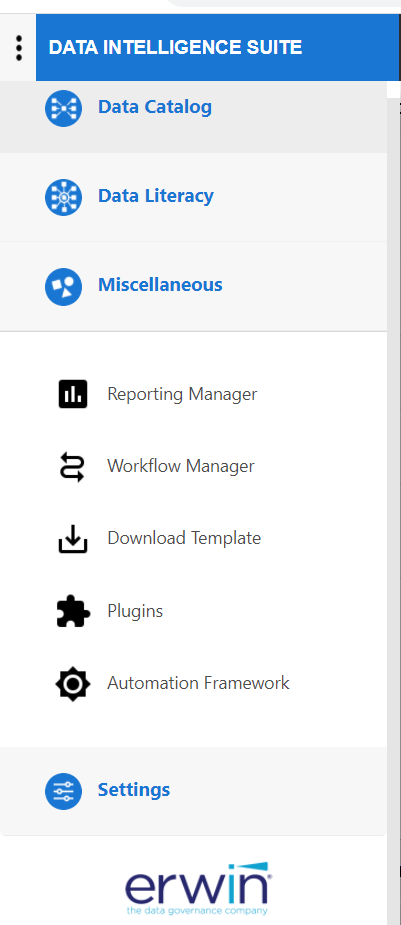 DATA INTELLIGENCE SUITE
Data Catalog
Data Literacy
Miscellaneous
Reporting Manager
Workflow Manager
Download Template
Plugins
Automation Framework
Settings
erwin®
the data governance company